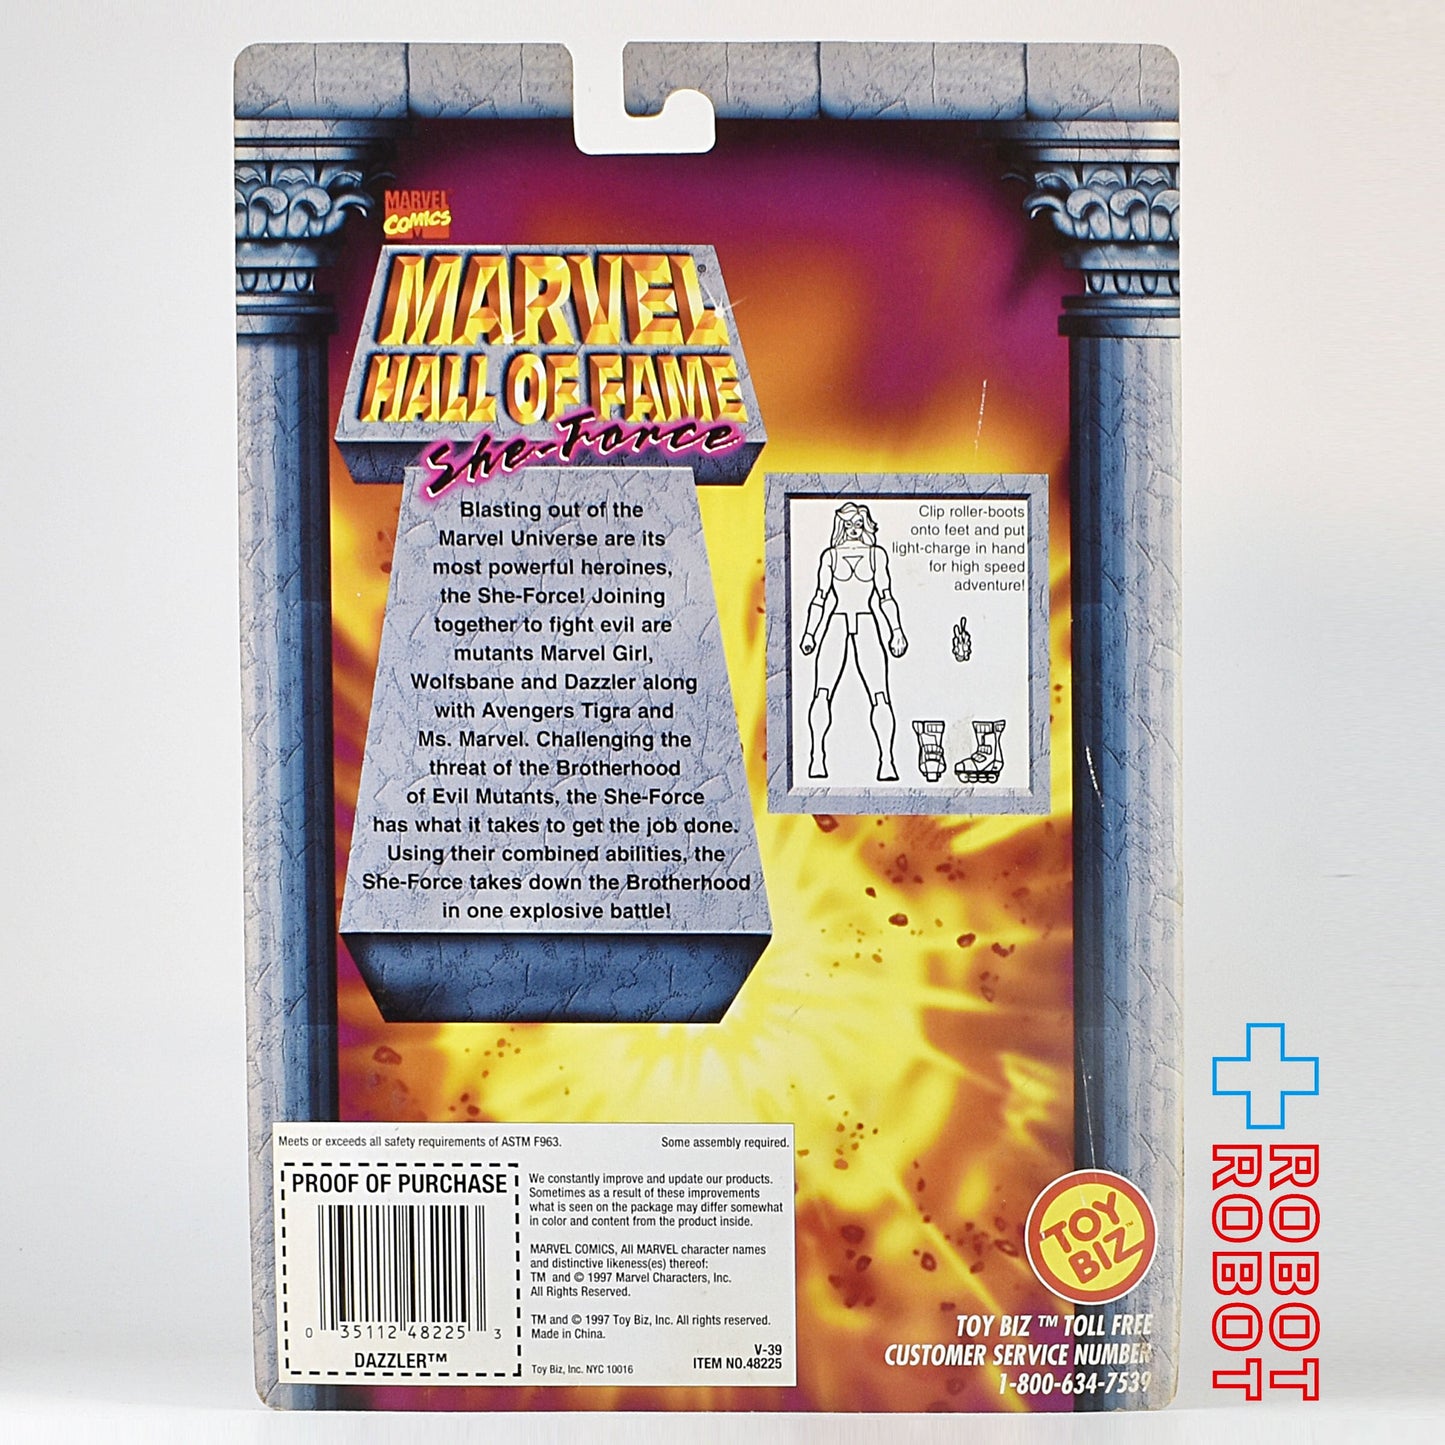 MARVEL
COMICS
MARVEL®
HALL OF FAME
She-Force
Blasting out of the
Marvel Universe are its
most powerful heroines,
the She-Force! Joining
together to fight evil are
mutants Marvel Girl,
Wolfsbane and Dazzler along
with Avengers Tigra and
Ms. Marvel. Challenging the
threat of the Brotherhood
of Evil Mutants, the She-Force
has what it takes to get the job done.
Using their combined abilities, the
She-Force takes down the Brotherhood
in one explosive battle!
Clip roller-boots
onto feet and put
light-charge in hand
for high speed
adventure!
Meets or exceeds all safety requirements of ASTM F963.
Some assembly required.
PROOF OF PURCHASE
0 35112 48225 3
DAZZLER™
We constantly improve and update our products.
Sometimes as a result of these improvements
what is seen on the package may differ somewhat
in color and content from the product inside.
MARVEL COMICS, All MARVEL character names
and distinctive likeness(es) thereof:
TM and © 1997 Marvel Characters, Inc.
All Rights Reserved.
TM and © 1997 Toy Biz, Inc. All rights reserved.
Made in China.
V-39
ITEM NO.48225
Toy Biz, Inc. NYC 10016
TOY
BIZ™
TOY BIZ ™ TOLL FREE
CUSTOMER SERVICE NUMBER
1-800-634-7539
ROBOT
ROBOT